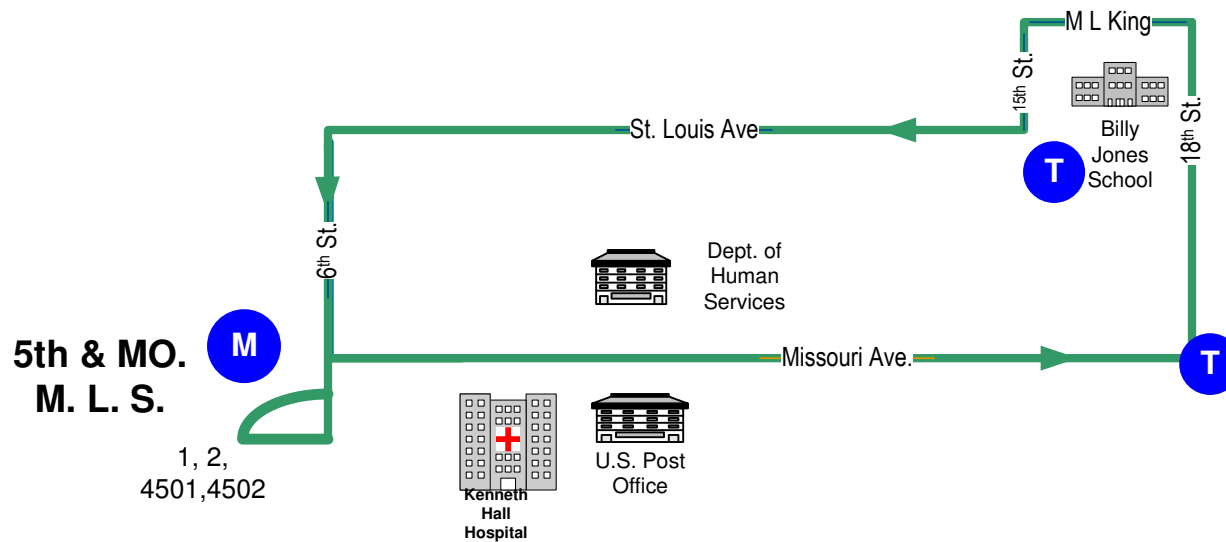 M L King
15th St.
18th St.
St. Louis Ave
Billy
Jones
School
T
6th St.
Dept. of
Human
Services
5th & MO.
M. L. S.
M
Missouri Ave.
T
1, 2,
4501,4502
U.S. Post
Office
Kenneth
Hall
Hospital